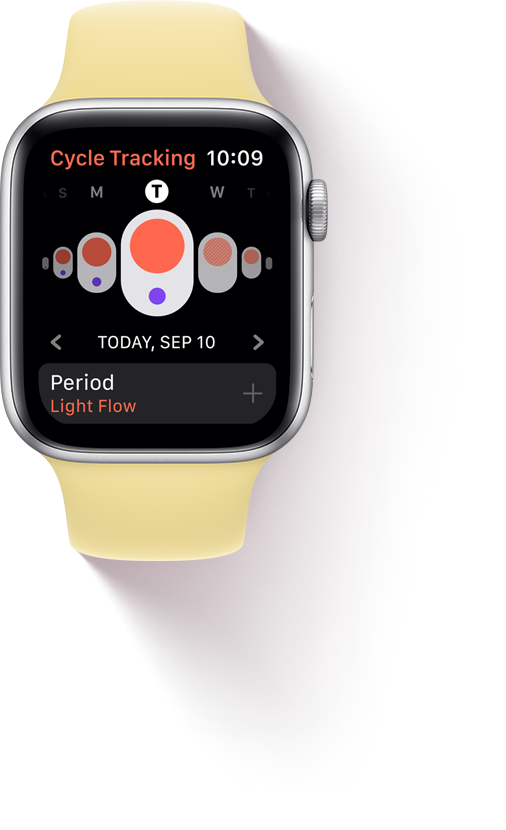 Cycle Tracking 10:09
S M T W T
TODAY, SEP 10
Period
Light Flow